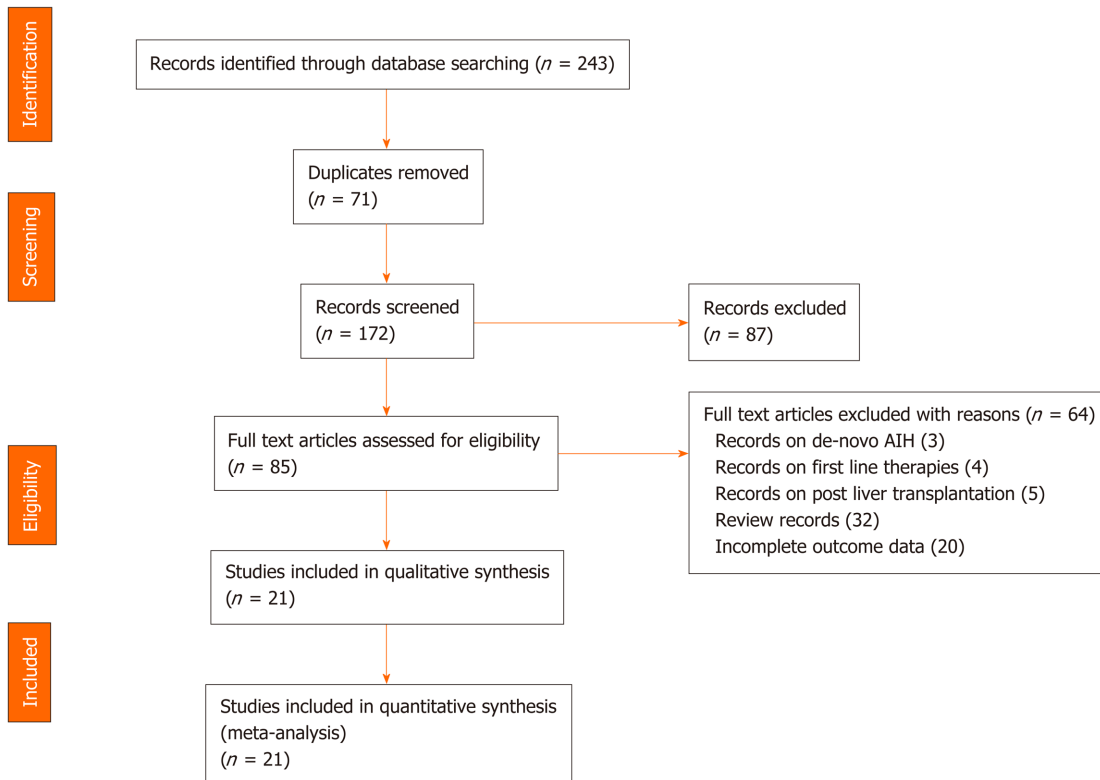 Identification
Records identified through database searching (n = 243)
Duplicates removed
(n = 71)
Screening
Records screened
(n = 172)
Records excluded
(n = 87)
Eligibility
Full text articles assessed for eligibility
(n = 85)
Full text articles excluded with reasons (n = 64)
Records on de-novo AIH (3)
Records on first line therapies (4)
Records on post liver transplantation (5)
Review records (32)
Incomplete outcome data (20)
Studies included in qualitative synthesis
(n = 21)
Included
Studies included in quantitative synthesis
(meta-analysis)
(n = 21)